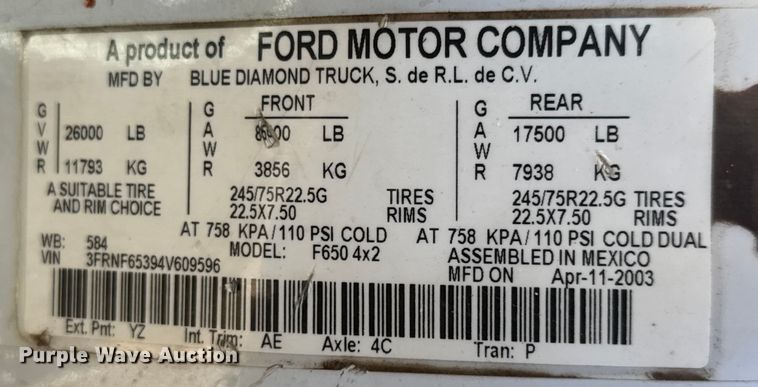 A product of FORD MOTOR COMPANY
MFD BY BLUE DIAMOND TRUCK, S. de R.L. de C.V.
GVWR 26000 LB 11793 KG
GAWR FRONT LB 3856 KG
GAWR REAR 17500 LB 7938 KG
A SUITABLE TIRE AND RIM CHOICE
245/75R22.5G TIRES 245/75R22.5G TIRES
22.5X7.50 RIMS 22.5X7.50 RIMS
AT 758 KPA/110 PSI COLD AT 758 KPA/110 PSI COLD DUAL
WB: 584 MODEL: F650 4x2 ASSEMBLED IN MEXICO
VIN 3FRNF65394V609596 MFD ON Apr-11-2003
Ext. Pnt: YZ Int. Trim: AE Axle: 4C Tran: P
Purple Wave Auction